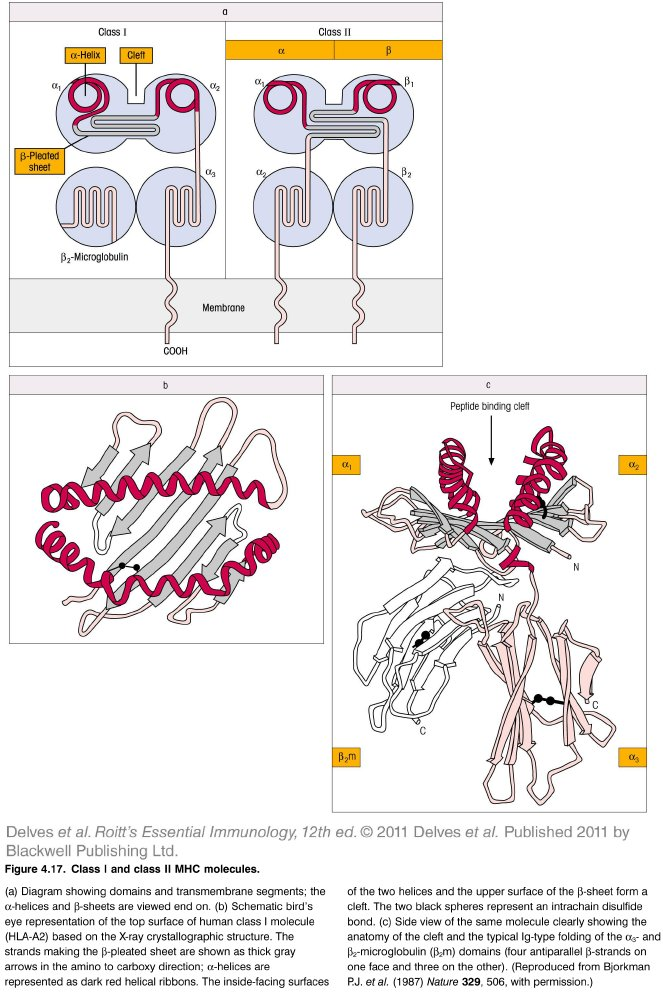 a
Class I
Class II
α-Helix
Cleft
α
β
α₁
α₂
α₁
β₁
β-Pleated
sheet
α₃
α₂
β₂
β₂-Microglobulin
Membrane
COOH
b
c
Peptide binding cleft
α₁
α₂
N
N
C
C
β₂m
α₃
Delves et al. Roitt's Essential Immunology, 12th ed. © 2011 Delves et al. Published 2011 by
Blackwell Publishing Ltd.
Figure 4.17. Class I and class II MHC molecules.
(a) Diagram showing domains and transmembrane segments; the
α-helices and β-sheets are viewed end on. (b) Schematic bird's
eye representation of the top surface of human class I molecule
(HLA-A2) based on the X-ray crystallographic structure. The
strands making the β-pleated sheet are shown as thick gray
arrows in the amino to carboxy direction; α-helices are
represented as dark red helical ribbons. The inside-facing surfaces
of the two helices and the upper surface of the β-sheet form a
cleft. The two black spheres represent an intrachain disulfide
bond. (c) Side view of the same molecule clearly showing the
anatomy of the cleft and the typical Ig-type folding of the α₃- and
β₂-microglobulin (β₂m) domains (four antiparallel β-strands on
one face and three on the other). (Reproduced from Bjorkman
P.J. et al. (1987) Nature 329, 506, with permission.)